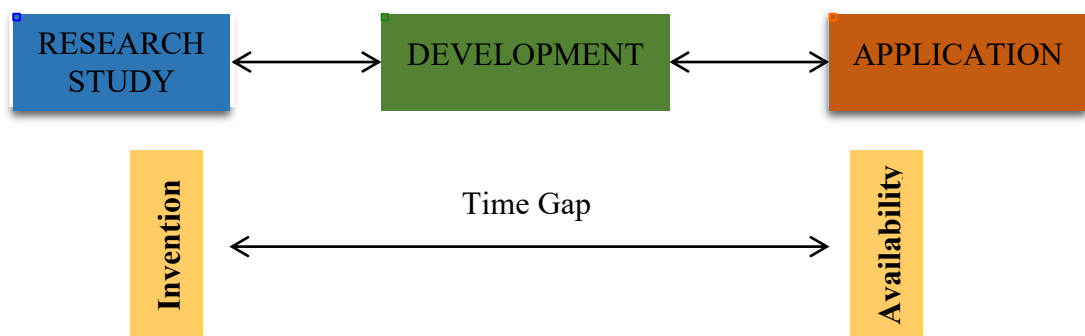 RESEARCH
STUDY
DEVELOPMENT
APPLICATION
Invention
Time Gap
Availability